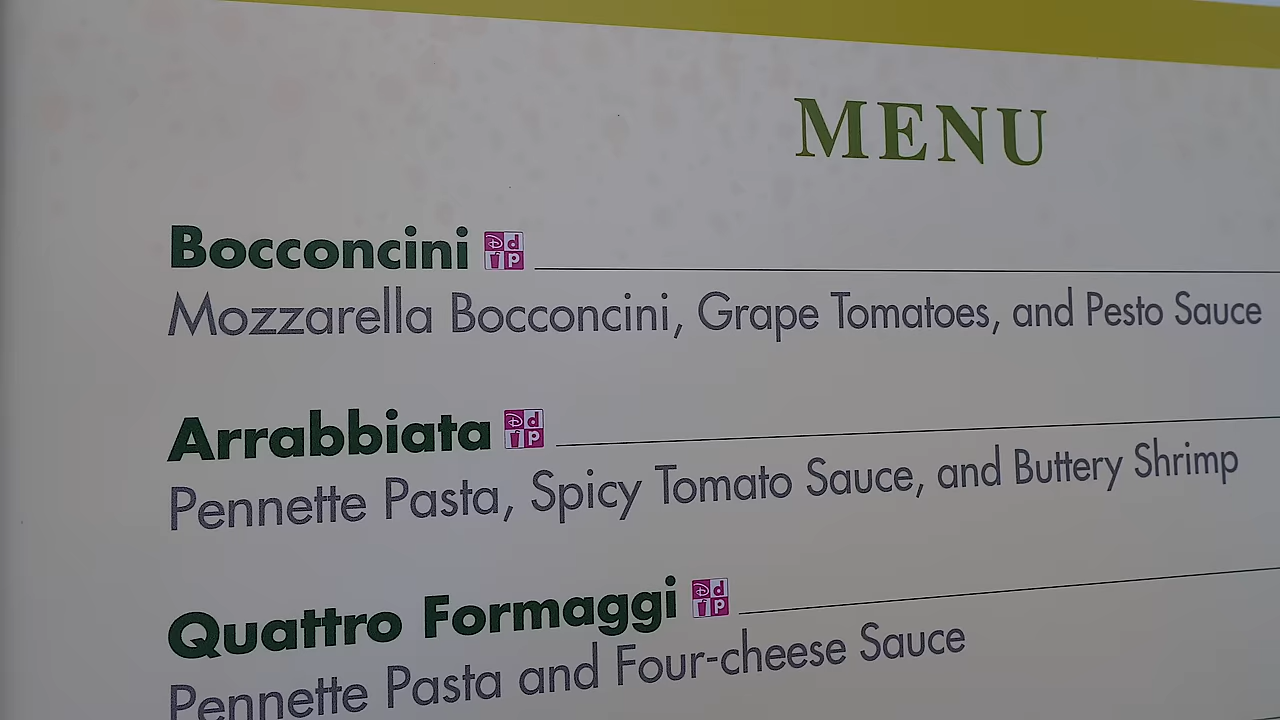 MENU
Bocconcini
Mozzarella Bocconcini, Grape Tomatoes, and Pesto Sauce
Arrabbiata
Pennette Pasta, Spicy Tomato Sauce, and Buttery Shrimp
Quattro Formaggi
Pennette Pasta and Four-cheese Sauce